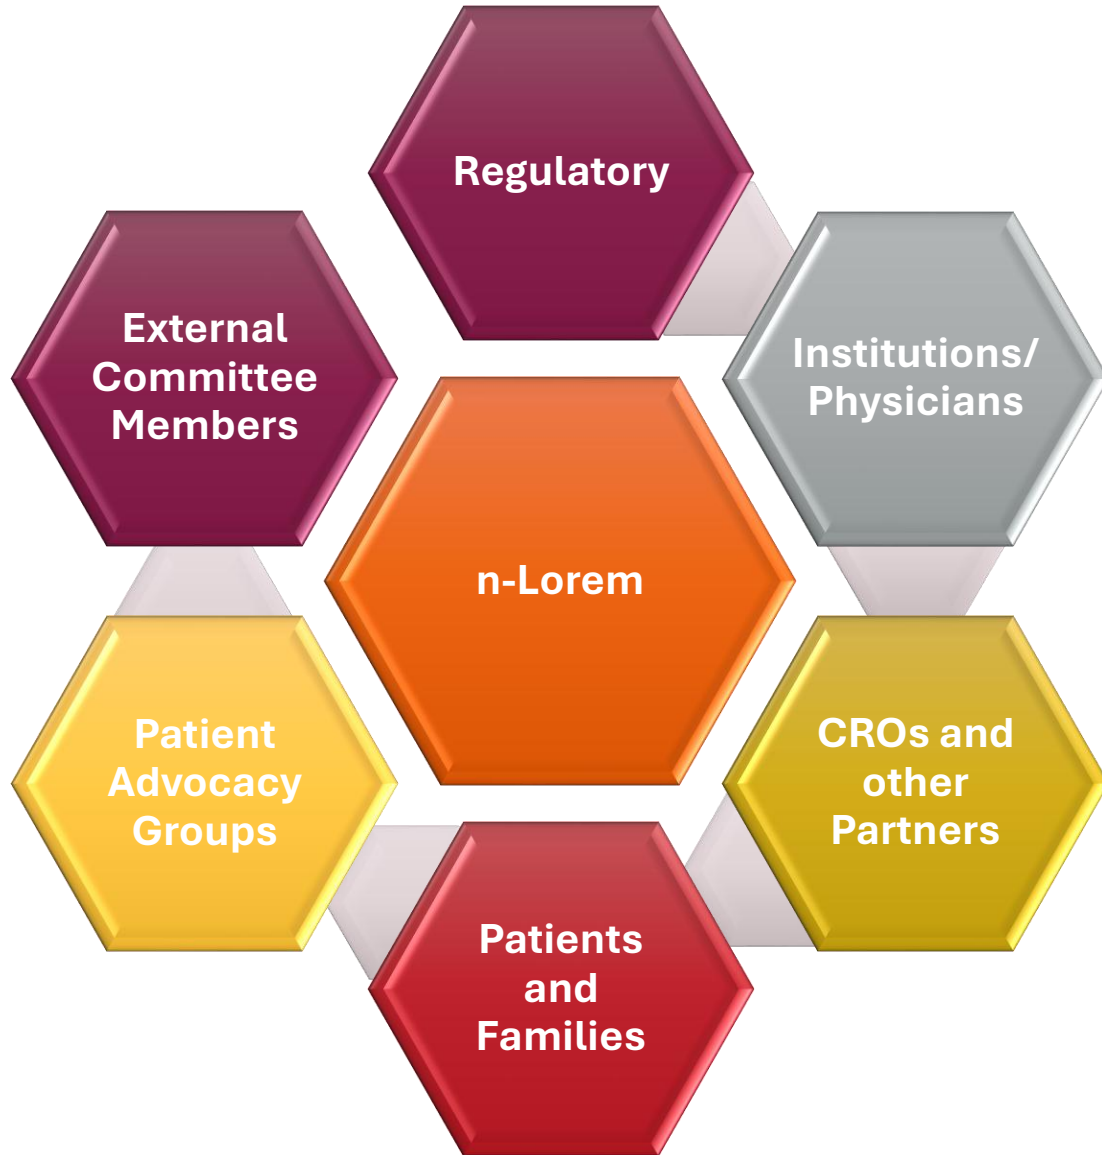 Regulatory
External
Committee
Members
Institutions/
Physicians
n-Lorem
Patient
Advocacy
Groups
CROs and
other
Partners
Patients
and
Families